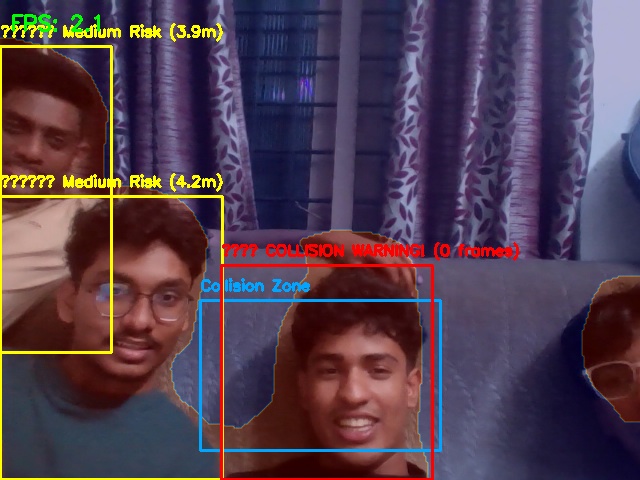 FPS: 2.1
?????? Medium Risk (3.9m)
?????? Medium Risk (4.2m)
???? COLLISION WARNING! (0 frames)
Collision Zone